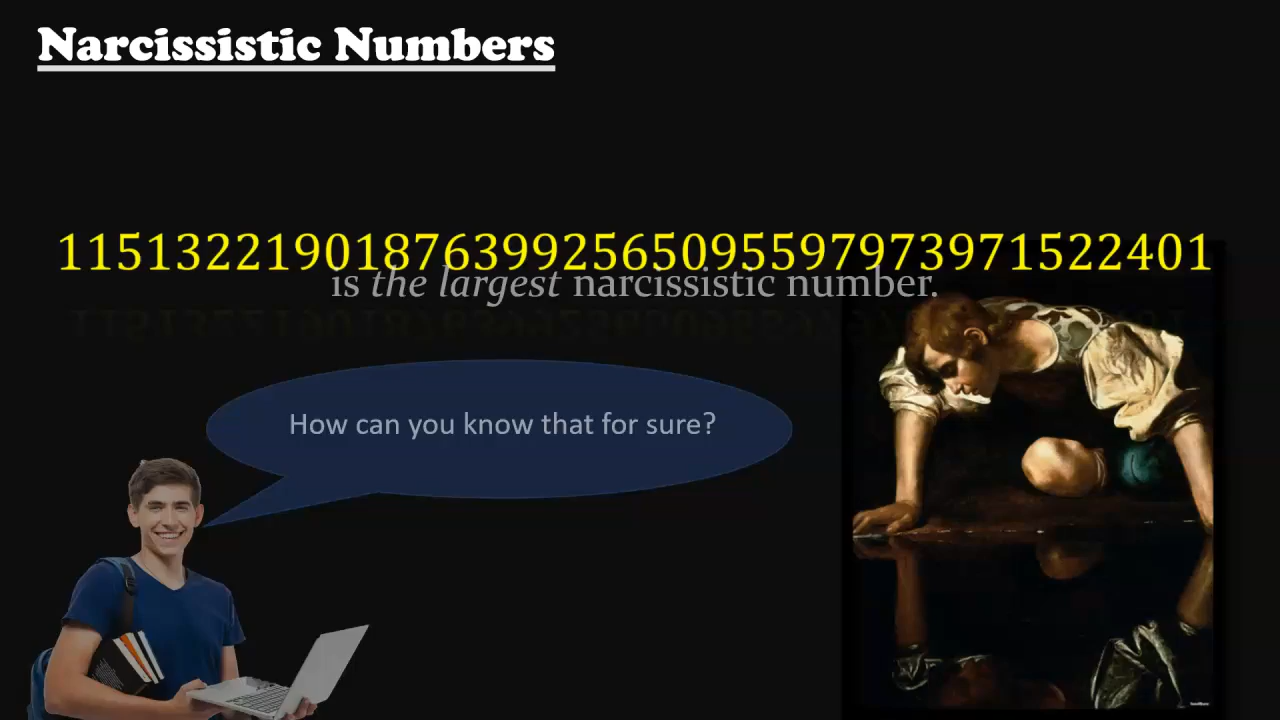 Narcissistic Numbers
115132219018763992565095597973971522401
is the largest narcissistic number.
How can you know that for sure?